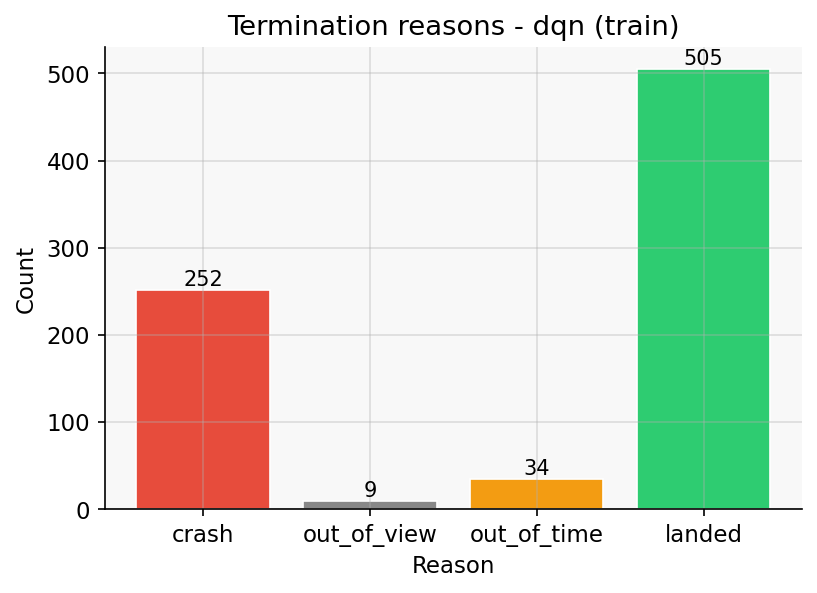 Termination reasons - dqn (train)
Count
500
400
300
200
100
0
252
9
34
505
crash
out_of_view
out_of_time
landed
Reason